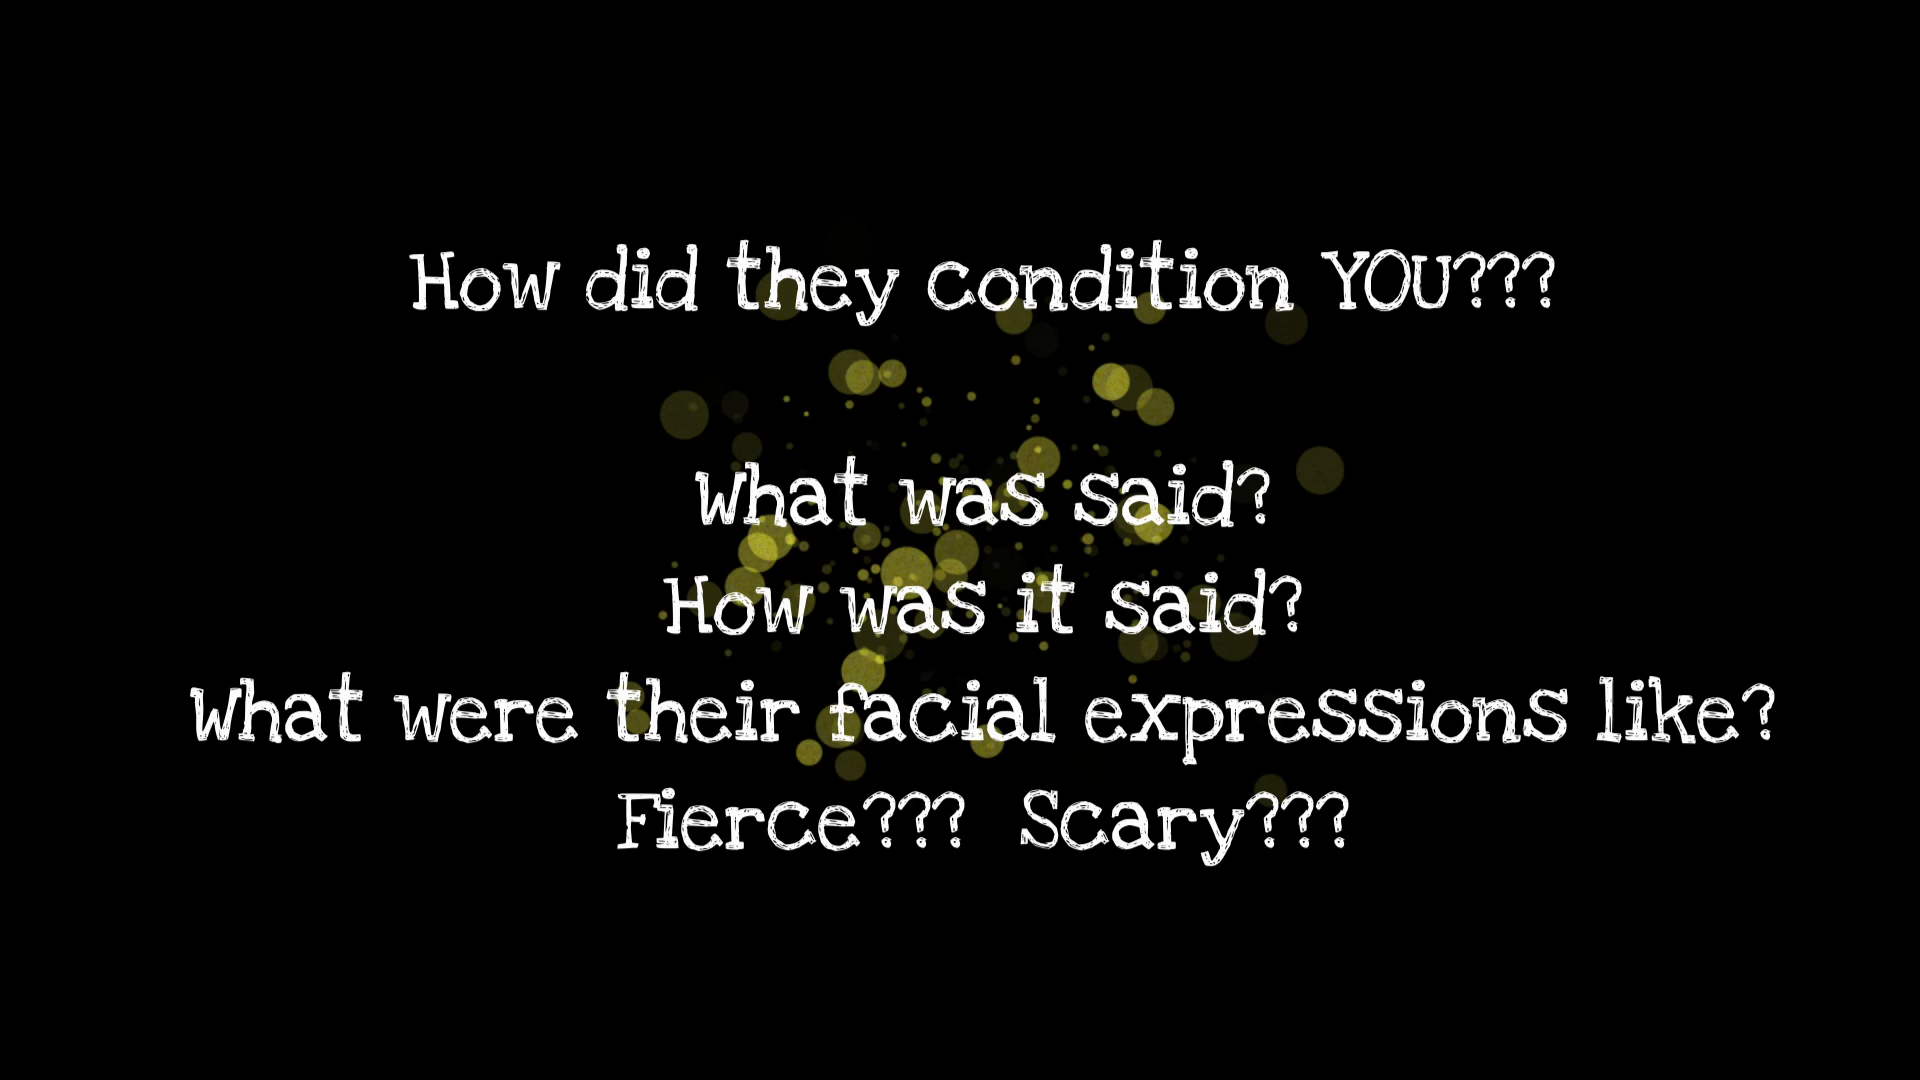 How did they condition YOU???
What was said?
How was it said?
What were their facial expressions like?
Fierce??? Scary???